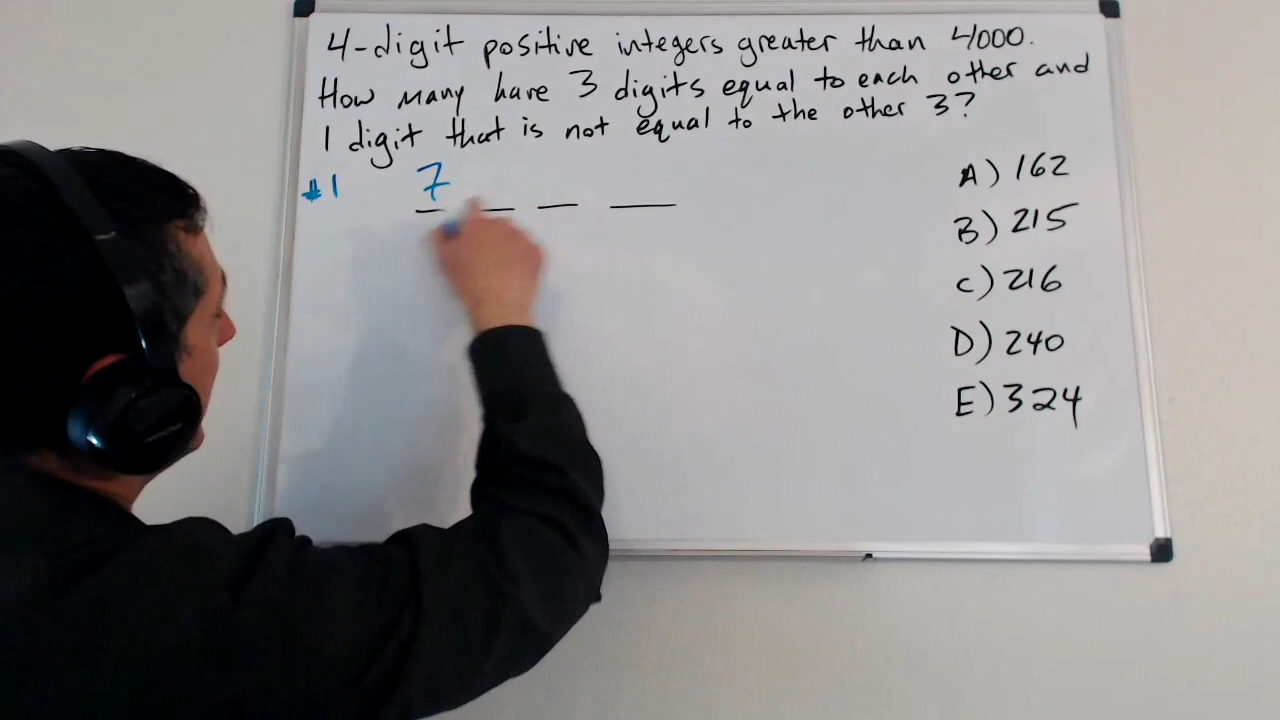 4-digit positive integers greater than 4000.
How many have 3 digits equal to each other and
1 digit that is not equal to the other 3?
#1 7
A) 162
B) 215
C) 216
D) 240
E) 324